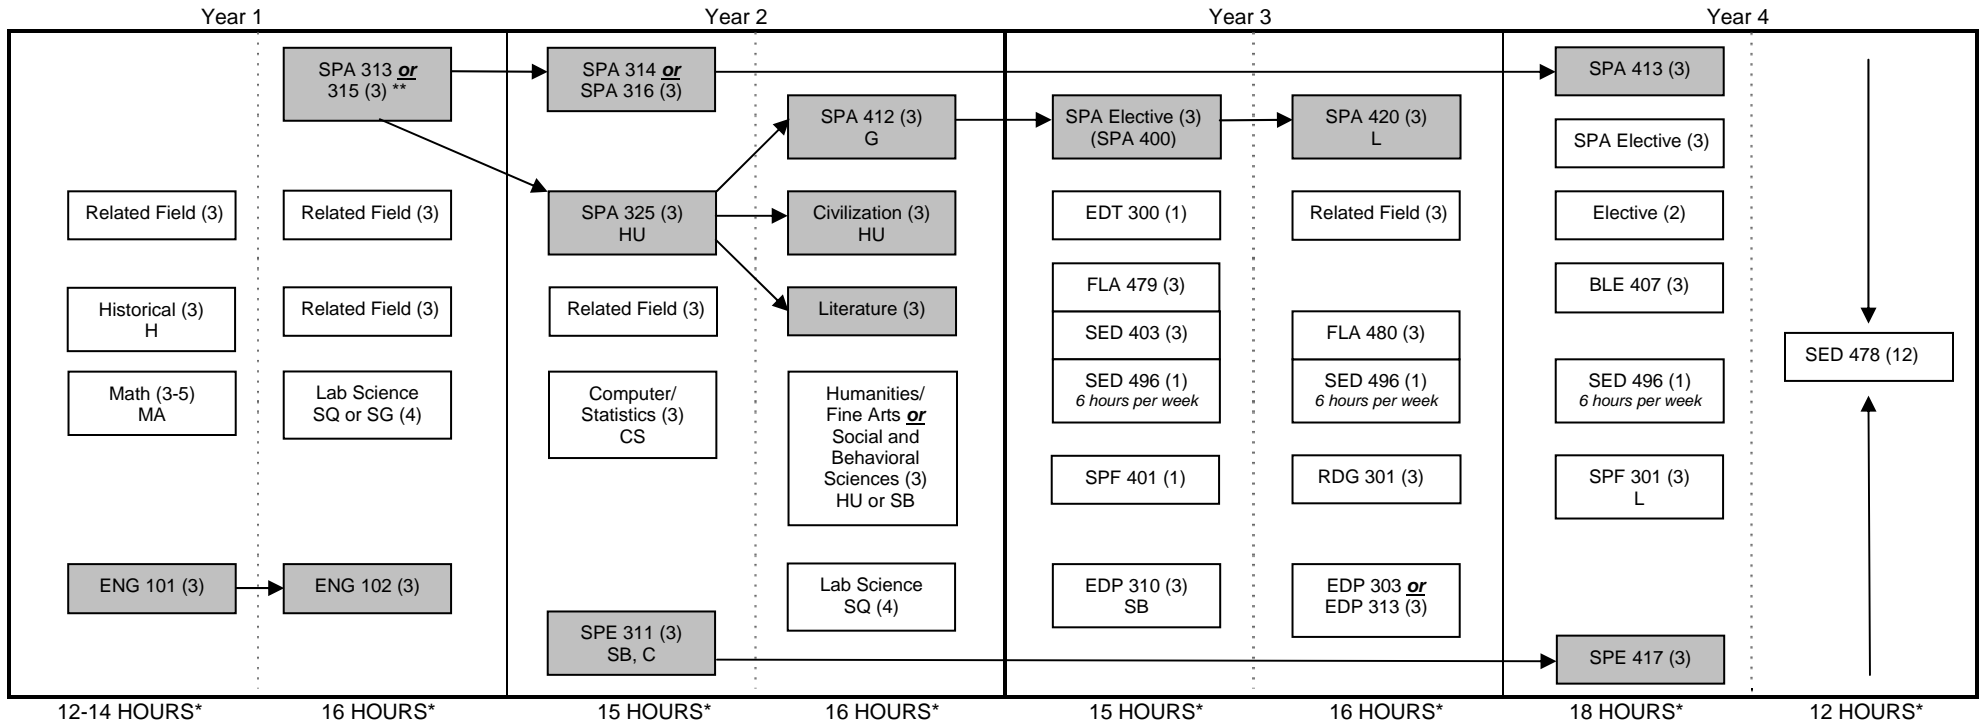 Year 1
Year 2
Year 3
Year 4
SPA 313 or
315 (3) **
Related Field (3)
Historical (3)
H
Math (3-5)
MA
ENG 101 (3)
Related Field (3)
Related Field (3)
Lab Science
SQ or SG (4)
ENG 102 (3)
SPA 314 or
SPA 316 (3)
SPA 325 (3)
HU
Related Field (3)
Computer/
Statistics (3)
CS
SPE 311 (3)
SB, C
SPA 412 (3)
G
Civilization (3)
HU
Literature (3)
Humanities/
Fine Arts or
Social and
Behavioral
Sciences (3)
HU or SB
Lab Science
SQ (4)
SPA Elective (3)
(SPA 400)
EDT 300 (1)
FLA 479 (3)
SED 403 (3)
SED 496 (1)
6 hours per week
SPF 401 (1)
EDP 310 (3)
SB
SPA 420 (3)
L
Related Field (3)
FLA 480 (3)
SED 496 (1)
6 hours per week
RDG 301 (3)
EDP 303 or
EDP 313 (3)
SPA 413 (3)
SPA Elective (3)
Elective (2)
BLE 407 (3)
SED 496 (1)
6 hours per week
SPF 301 (3)
L
SPE 417 (3)
SED 478 (12)
12-14 HOURS*
16 HOURS*
15 HOURS*
16 HOURS*
15 HOURS*
16 HOURS*
18 HOURS*
12 HOURS*